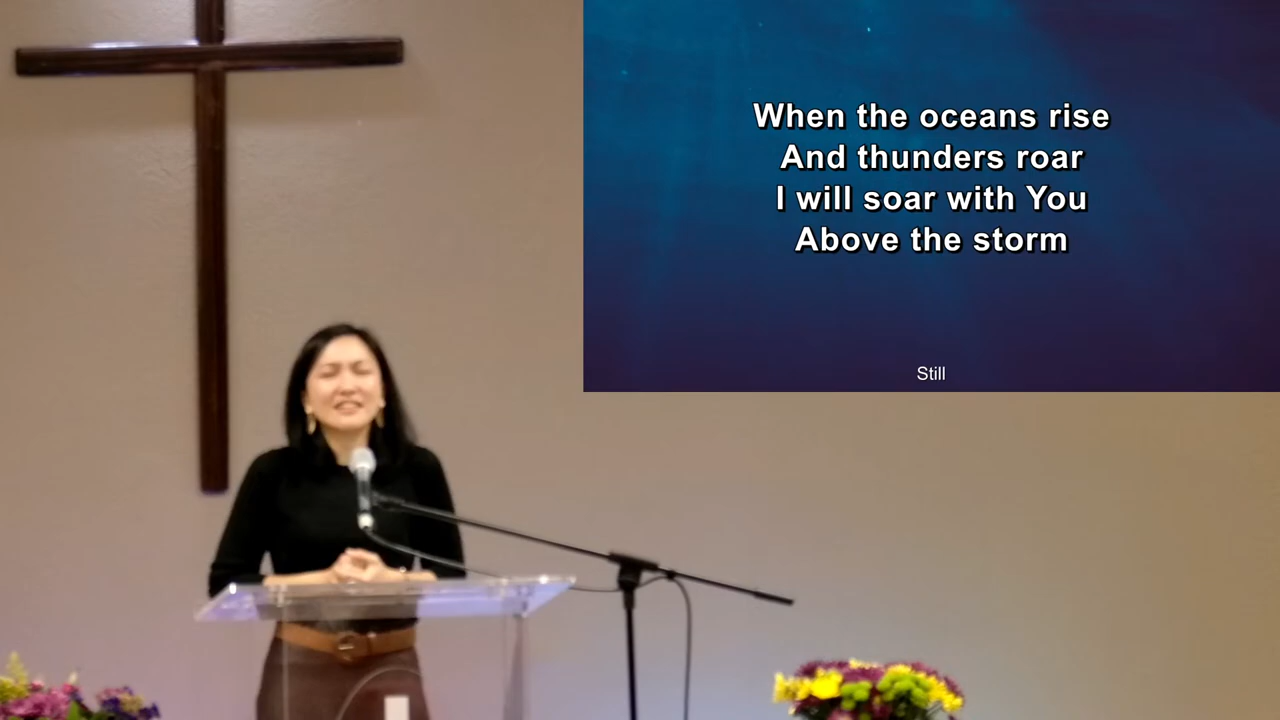 When the oceans rise
And thunders roar
I will soar with You
Above the storm
Still